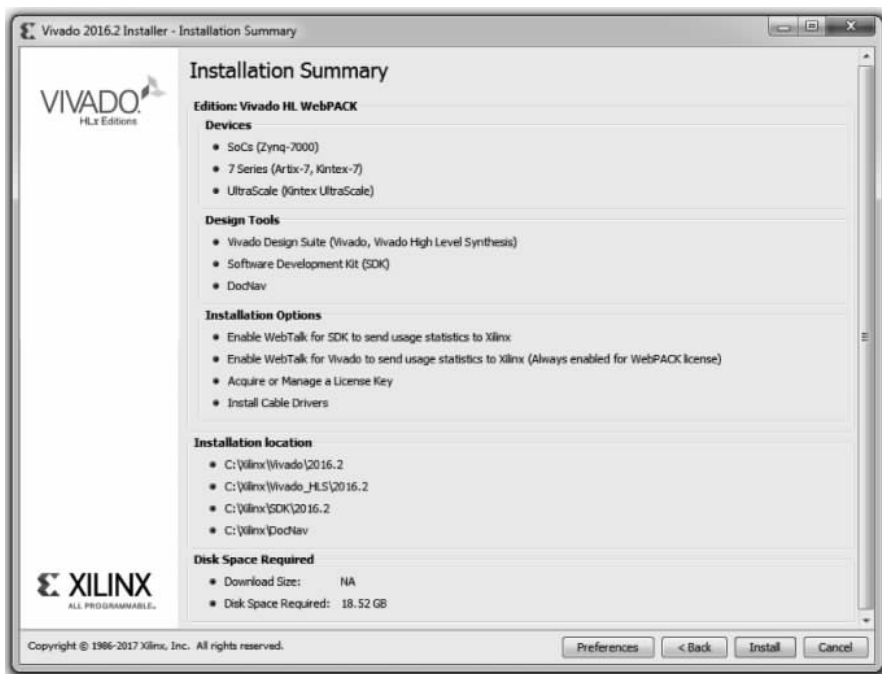 Vivado 2016.2 Installer - Installation Summary
VIVADO.
HLx Editions
Installation Summary
Edition: Vivado HL WebPACK
Devices
• SoCs (Zynq-7000)
• 7 Series (Artix-7, Kintex-7)
• UltraScale (Kintex UltraScale)
Design Tools
• Vivado Design Suite (Vivado, Vivado High Level Synthesis)
• Software Development Kit (SDK)
• DocNav
Installation Options
• Enable WebTalk for SDK to send usage statistics to Xilinx
• Enable WebTalk for Vivado to send usage statistics to Xilinx (Always enabled for WebPACK license)
• Acquire or Manage a License Key
• Install Cable Drivers
Installation location
• C:\Xilinx\Vivado\2016.2
• C:\Xilinx\Vivado_HLS\2016.2
• C:\Xilinx\SDK\2016.2
• C:\Xilinx\DocNav
Disk Space Required
• Download Size: NA
• Disk Space Required: 18.52 GB
XILINX
ALL PROGRAMMABLE.
Copyright © 1986-2017 Xilinx, Inc. All rights reserved.
Preferences < Back Install Cancel